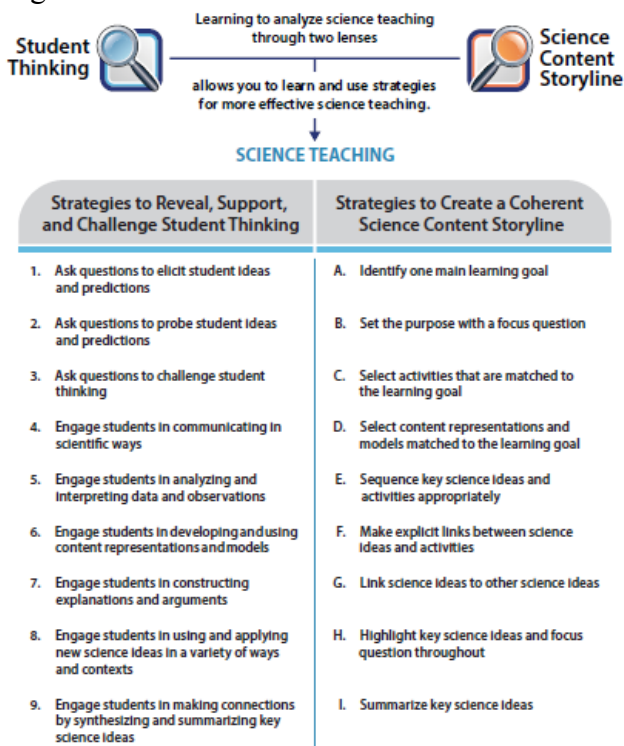 Student
Thinking
Learning to analyze science teaching
through two lenses
Science
Content
Storyline
allows you to learn and use strategies
for more effective science teaching.
SCIENCE TEACHING
Strategies to Reveal, Support,
and Challenge Student Thinking
1. Ask questions to elicit student ideas
and predictions
2. Ask questions to probe student ideas
and predictions
3. Ask questions to challenge student
thinking
4. Engage students in communicating in
scientific ways
5. Engage students in analyzing and
interpreting data and observations
6. Engage students in developing and using
content representations and models
7. Engage students in constructing
explanations and arguments
8. Engage students in using and applying
new science ideas in a variety of ways
and contexts
9. Engage students in making connections
by synthesizing and summarizing key
science ideas
Strategies to Create a Coherent
Science Content Storyline
A. Identify one main learning goal
B. Set the purpose with a focus question
C. Select activities that are matched to
the learning goal
D. Select content representations and
models matched to the learning goal
E. Sequence key science ideas and
activities appropriately
F. Make explicit links between science
ideas and activities
G. Link science ideas to other science ideas
H. Highlight key science ideas and focus
question throughout
I. Summarize key science ideas